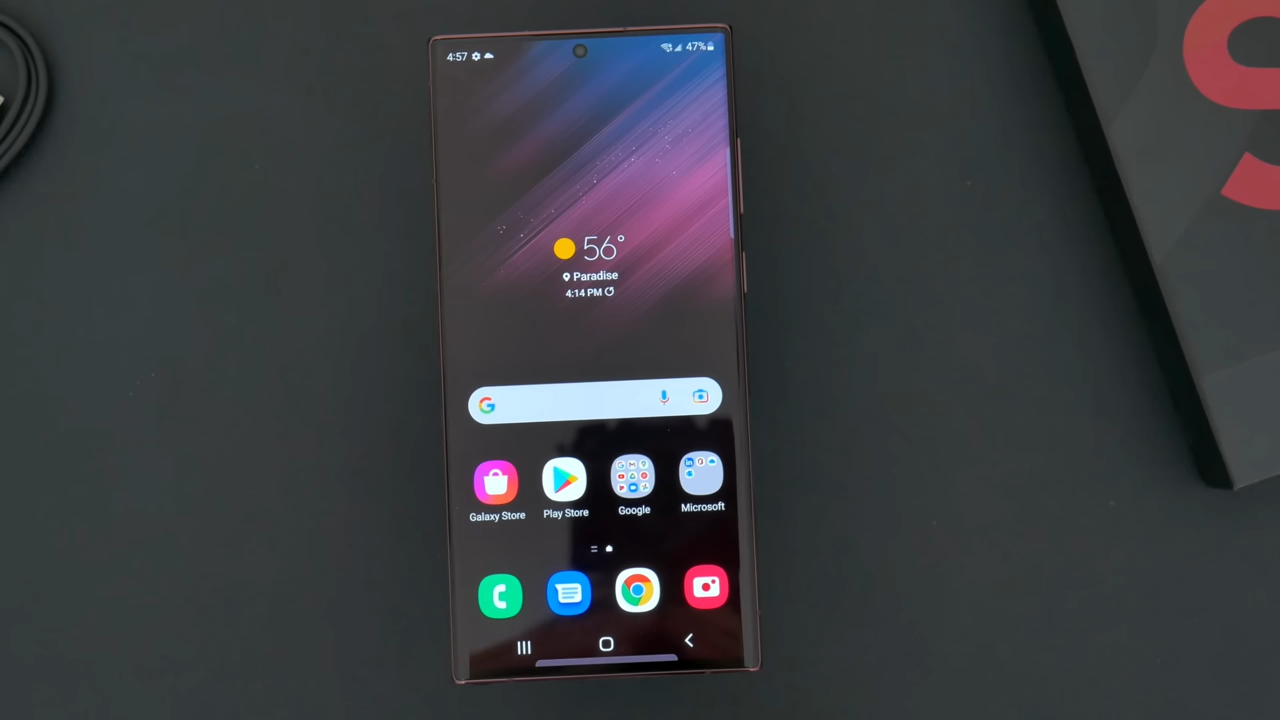 4:57
47%
56°
Paradise
4:14 PM
Galaxy Store
Play Store
Google
Microsoft